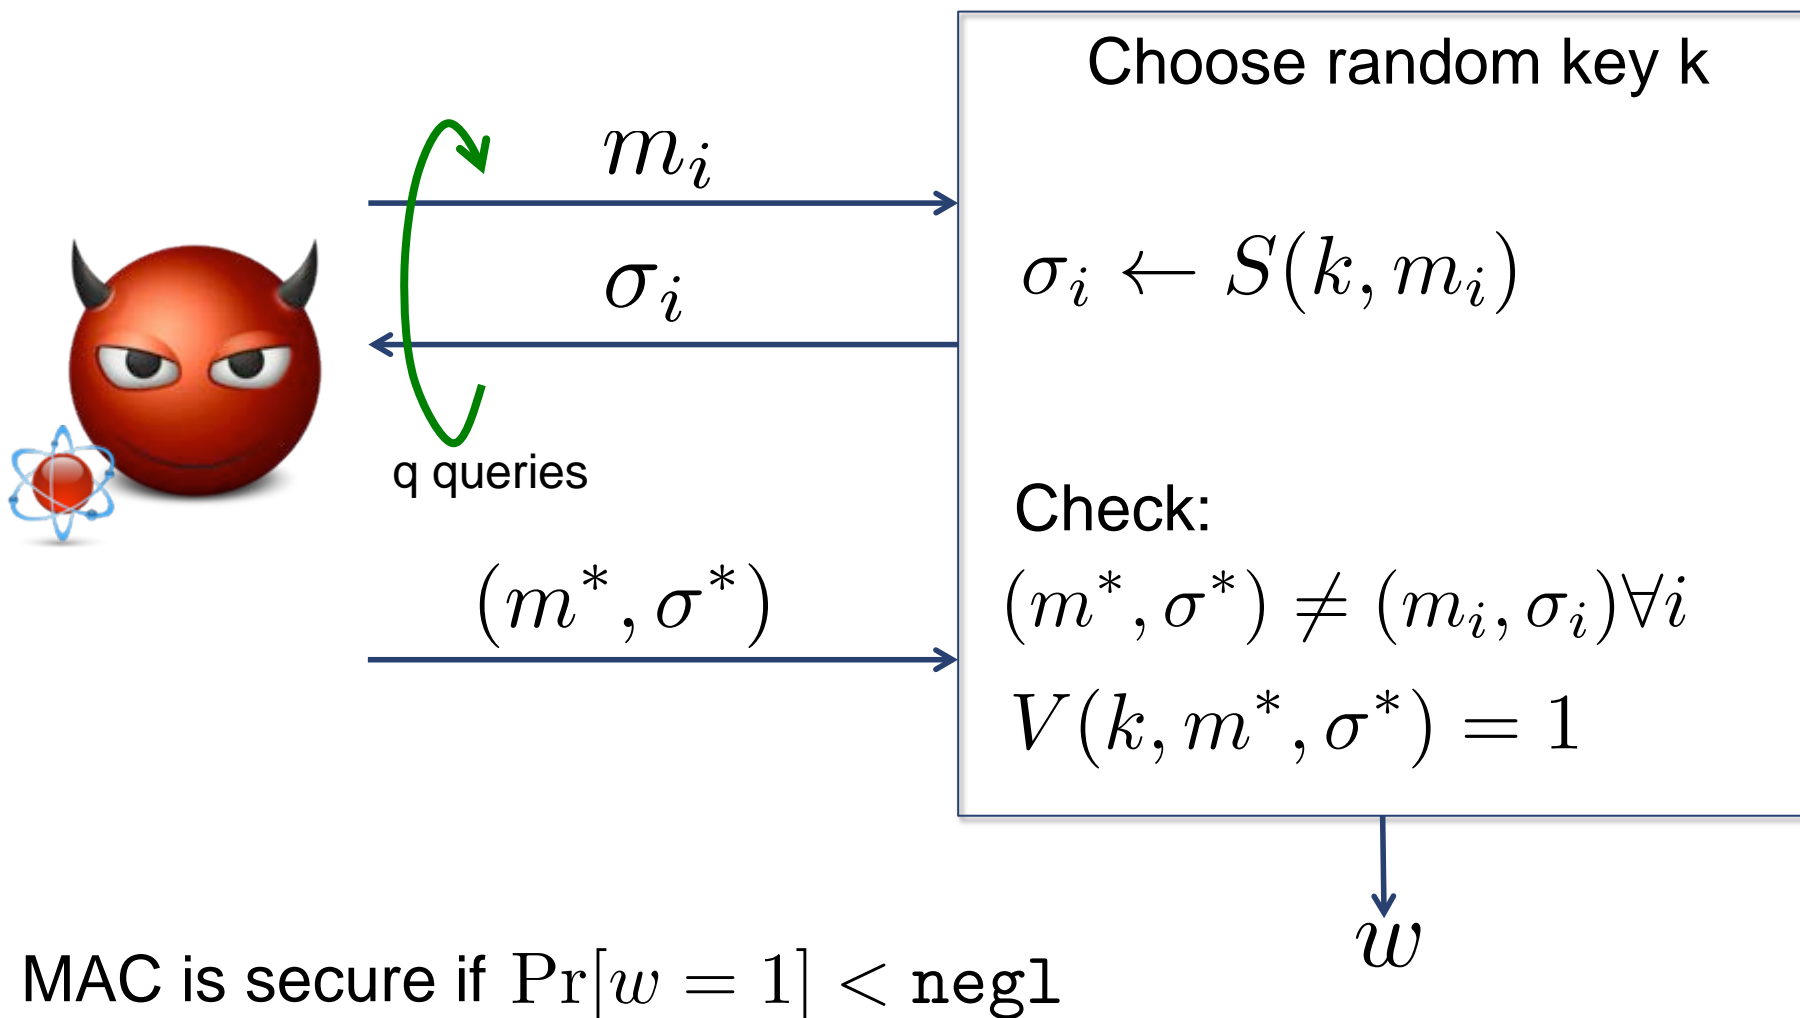 Choose random key k
m_i
σ_i
σ_i ← S(k, m_i)
q queries
Check:
(m*, σ*)
(m*, σ*) ≠ (m_i, σ_i)∀i
V(k, m*, σ*) = 1
w
MAC is secure if Pr[w = 1] < negl